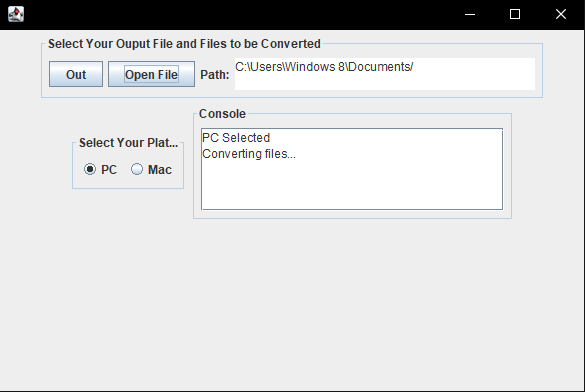 Select Your Ouput File and Files to be Converted
Out
Open File
Path:
C:\Users\Windows 8\Documents/
Console
PC Selected
Converting files...
Select Your Plat...
PC
Mac